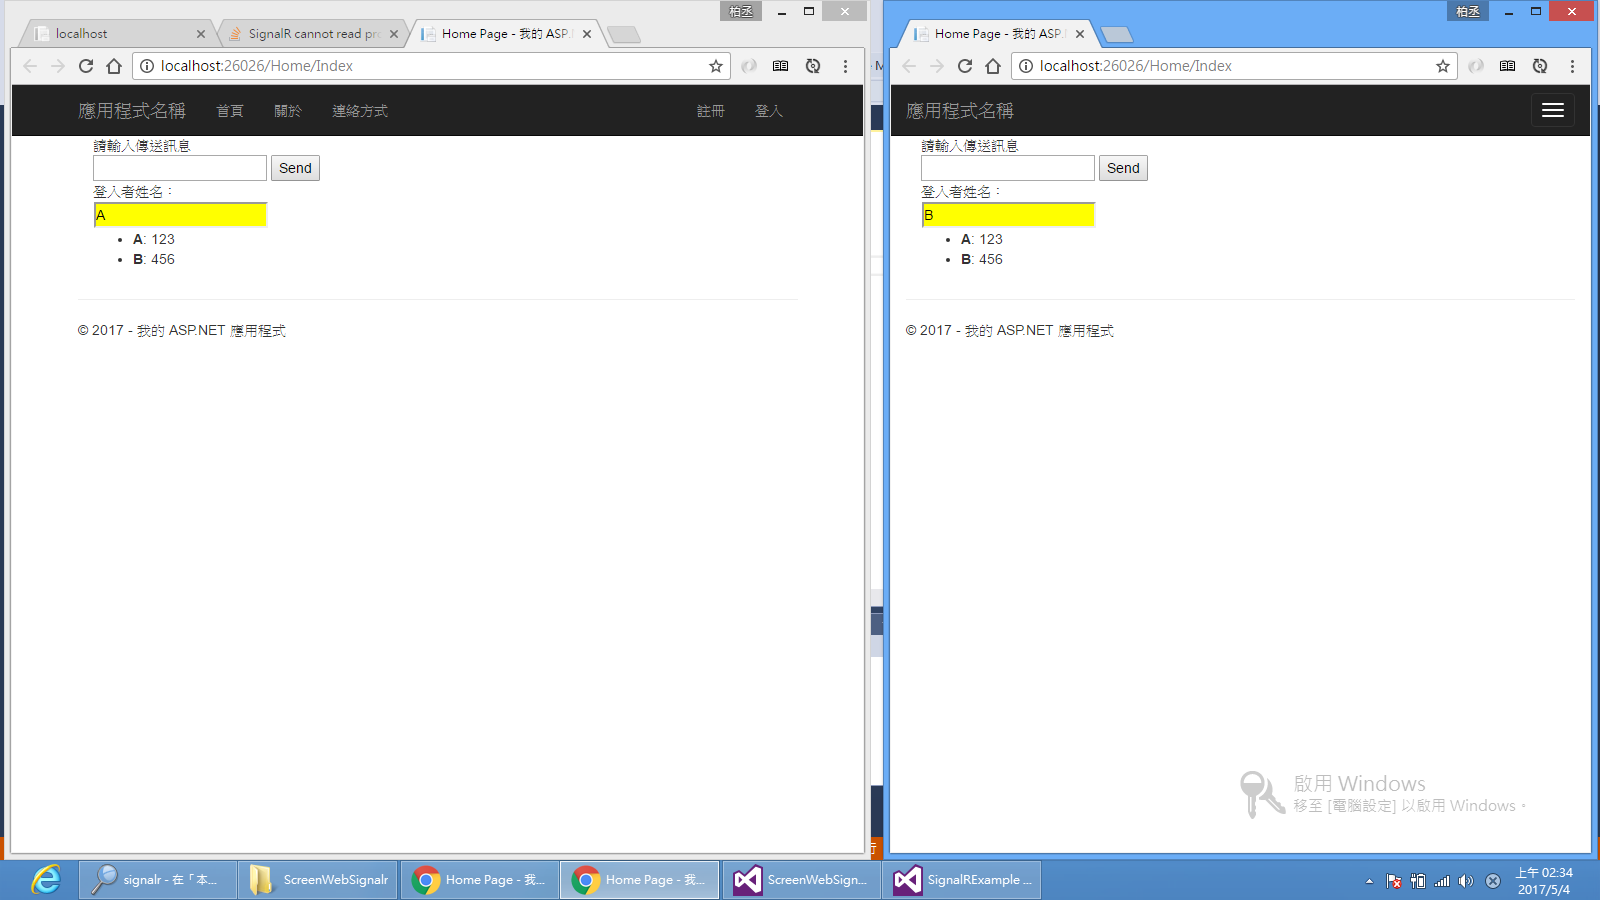 柏丞
localhost
SignalR cannot read pro
Home Page - 我的 ASP.
localhost:26026/Home/Index
應用程式名稱
首頁
關於
連絡方式
註冊
登入
請輸入傳送訊息
Send
登入者姓名：
A
A: 123
B: 456
© 2017 - 我的 ASP.NET 應用程式
柏丞
Home Page - 我的 ASP.
localhost:26026/Home/Index
應用程式名稱
請輸入傳送訊息
Send
登入者姓名：
B
A: 123
B: 456
© 2017 - 我的 ASP.NET 應用程式
啟用 Windows
移至 [電腦設定] 以啟用 Windows。
signalr - 在「本...
ScreenWebSignalr
Home Page - 我...
Home Page - 我...
ScreenWebSign...
SignalRExample ...
上午 02:34
2017/5/4